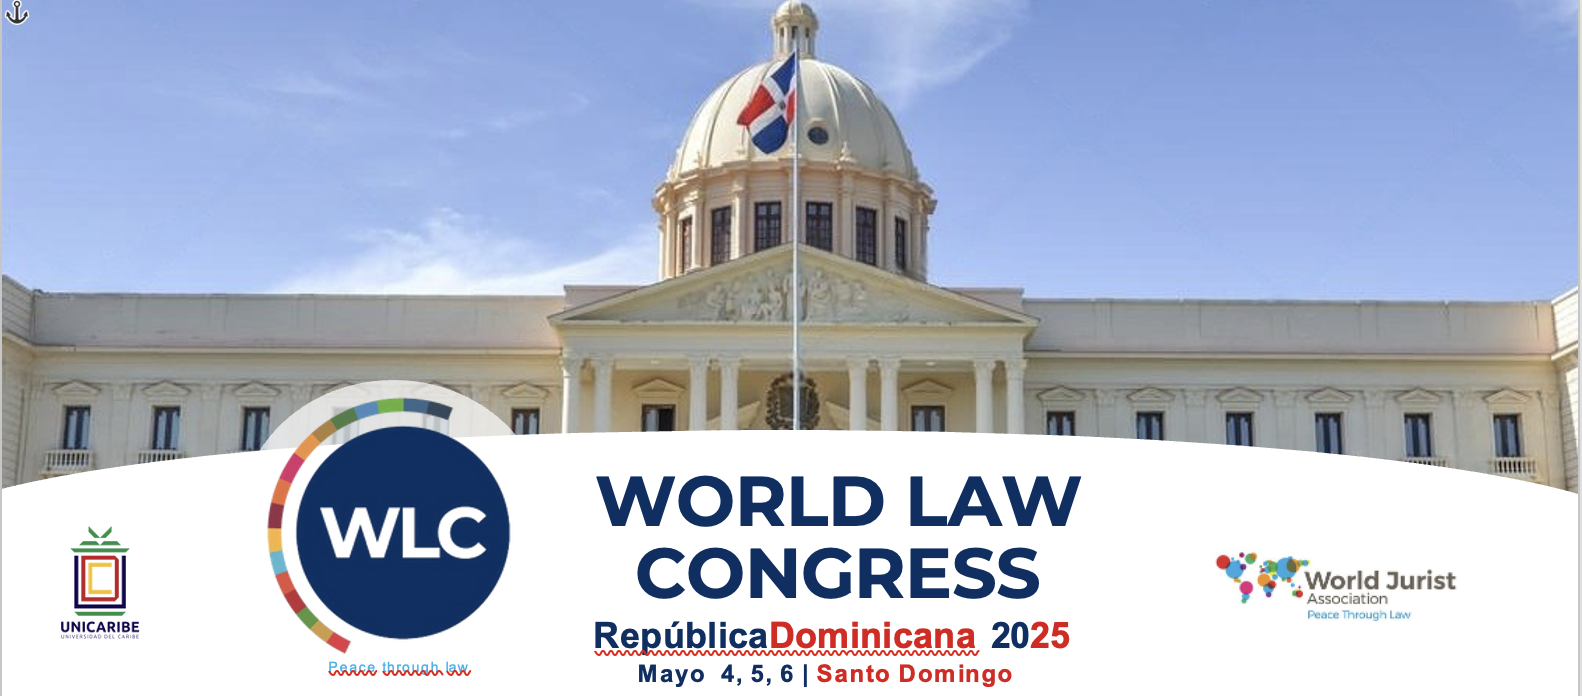 WLC
Peace through law
WORLD LAW
CONGRESS
RepúblicaDominicana 2025
Mayo 4, 5, 6 | Santo Domingo
UNICARIBE
UNIVERSIDAD DEL CARIBE
World Jurist
Association
Peace Through Law